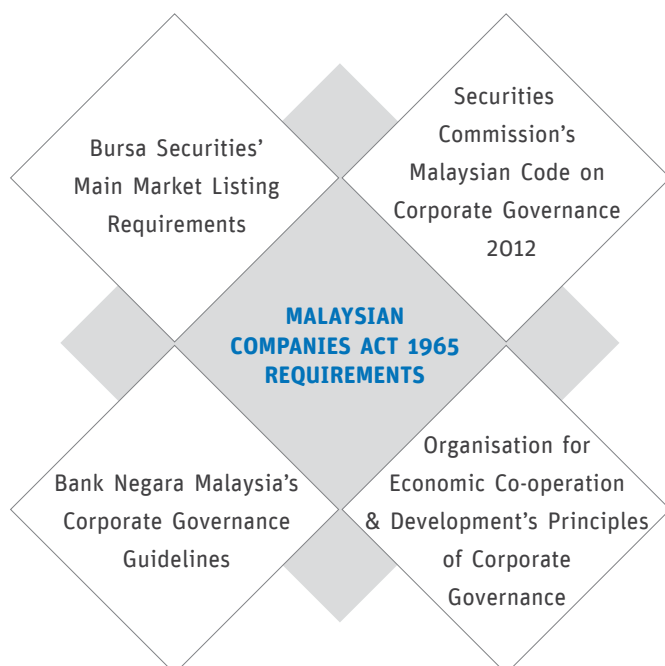 Bursa Securities’
Main Market Listing
Requirements
Securities
Commission’s
Malaysian Code on
Corporate Governance
2012
MALAYSIAN
COMPANIES ACT 1965
REQUIREMENTS
Bank Negara Malaysia’s
Corporate Governance
Guidelines
Organisation for
Economic Co-operation
& Development’s Principles
of Corporate
Governance